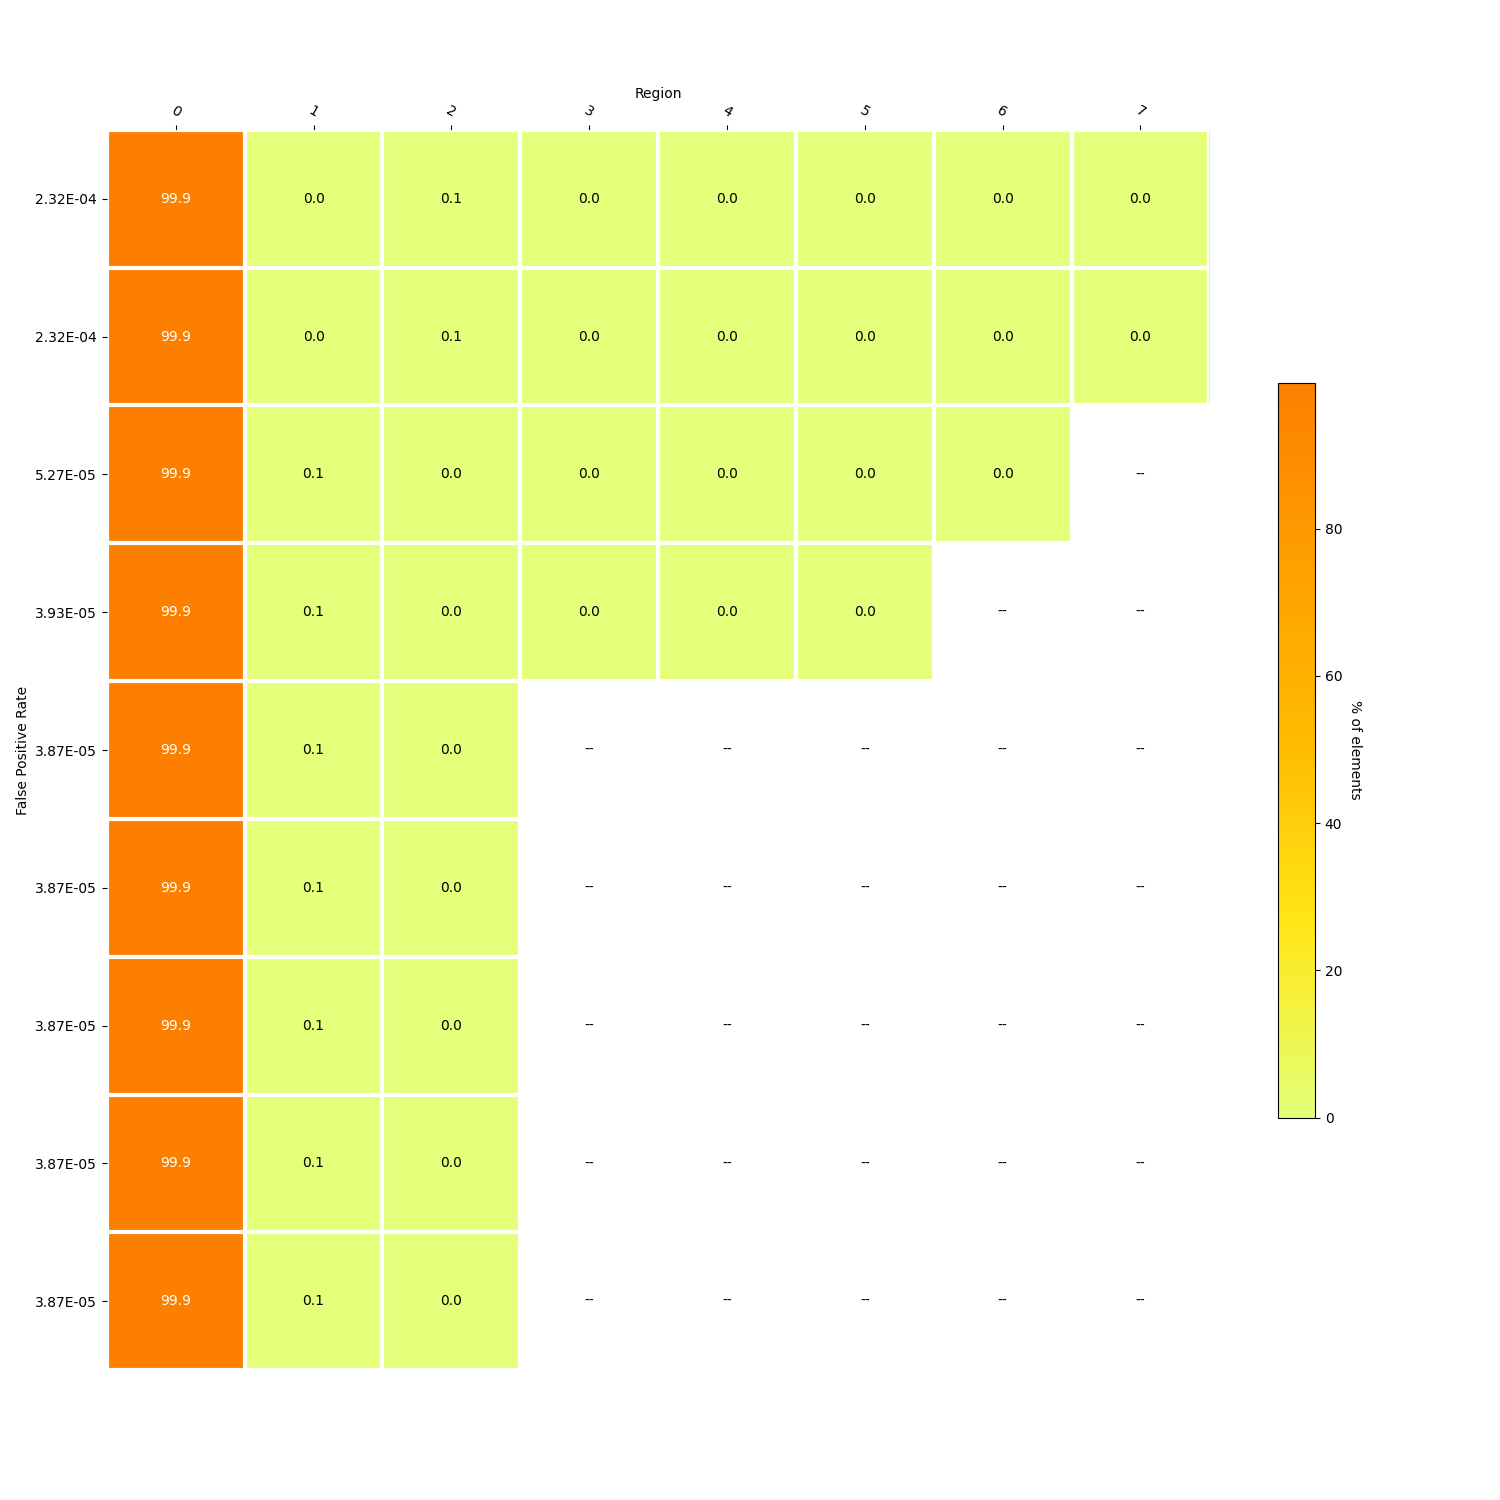 Region
0 1 2 3 4 5 6 7
False Positive Rate
2.32E-04 99.9 0.0 0.1 0.0 0.0 0.0 0.0 0.0
2.32E-04 99.9 0.0 0.1 0.0 0.0 0.0 0.0 0.0
5.27E-05 99.9 0.1 0.0 0.0 0.0 0.0 0.0 --
3.93E-05 99.9 0.1 0.0 0.0 0.0 0.0 -- --
3.87E-05 99.9 0.1 0.0 -- -- -- -- --
3.87E-05 99.9 0.1 0.0 -- -- -- -- --
3.87E-05 99.9 0.1 0.0 -- -- -- -- --
3.87E-05 99.9 0.1 0.0 -- -- -- -- --
3.87E-05 99.9 0.1 0.0 -- -- -- -- --
80
60
40
20
0
% of elements